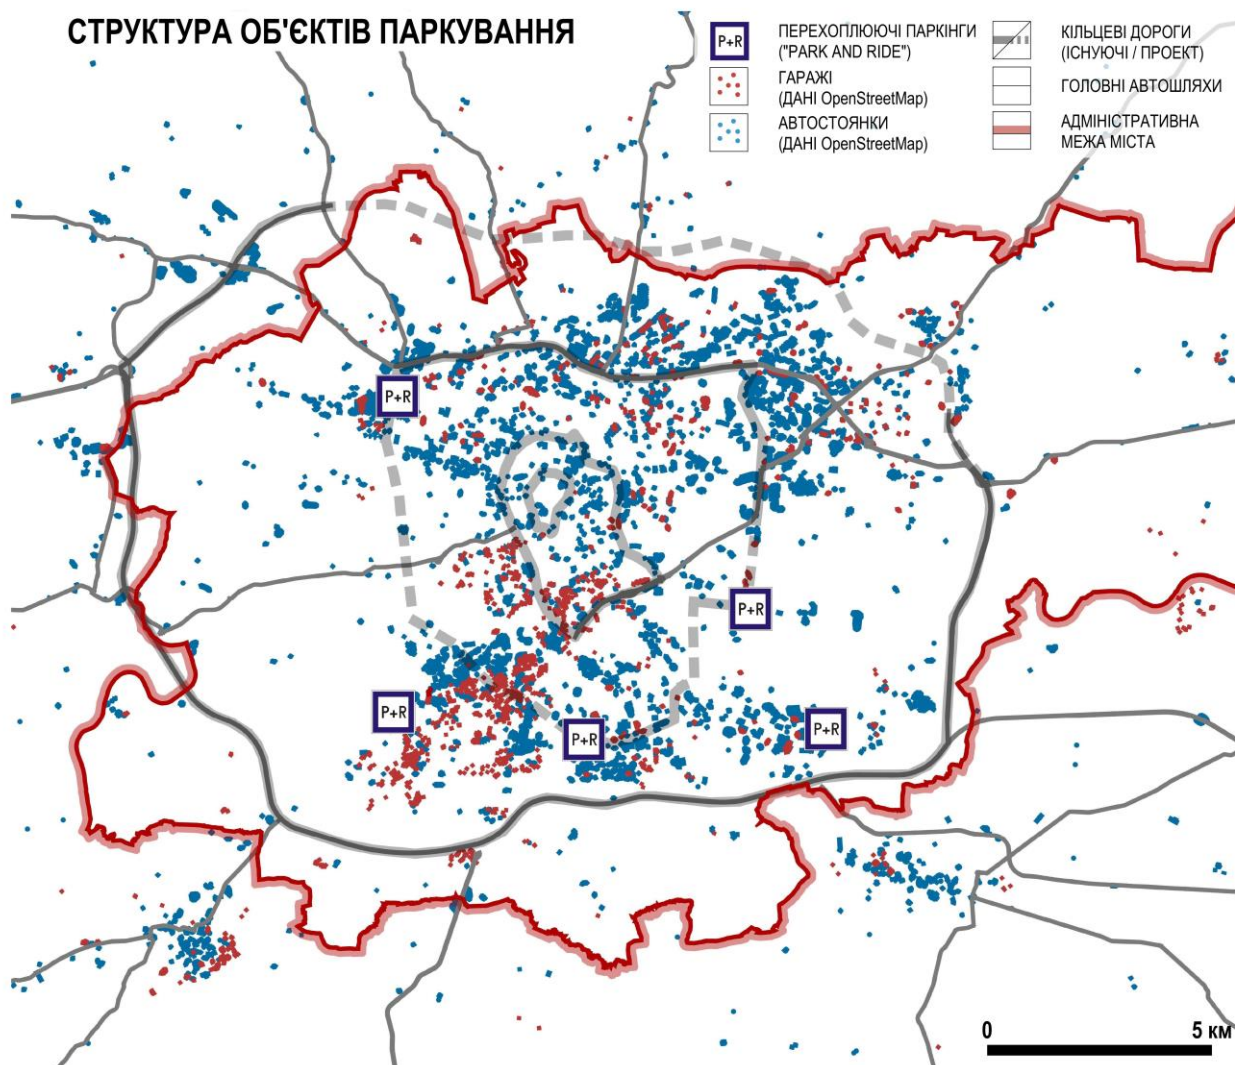 СТРУКТУРА ОБ'ЄКТІВ ПАРКУВАННЯ
P+R
ПЕРЕХОПЛЮЮЧІ ПАРКІНГИ
("PARK AND RIDE")
ГАРАЖІ
(ДАНІ OpenStreetMap)
АВТОСТОЯНКИ
(ДАНІ OpenStreetMap)
КІЛЬЦЕВІ ДОРОГИ
(ІСНУЮЧІ / ПРОЕКТ)
ГОЛОВНІ АВТОШЛЯХИ
АДМІНІСТРАТИВНА
МЕЖА МІСТА
P+R
P+R
P+R
P+R
P+R
0 5 КМ